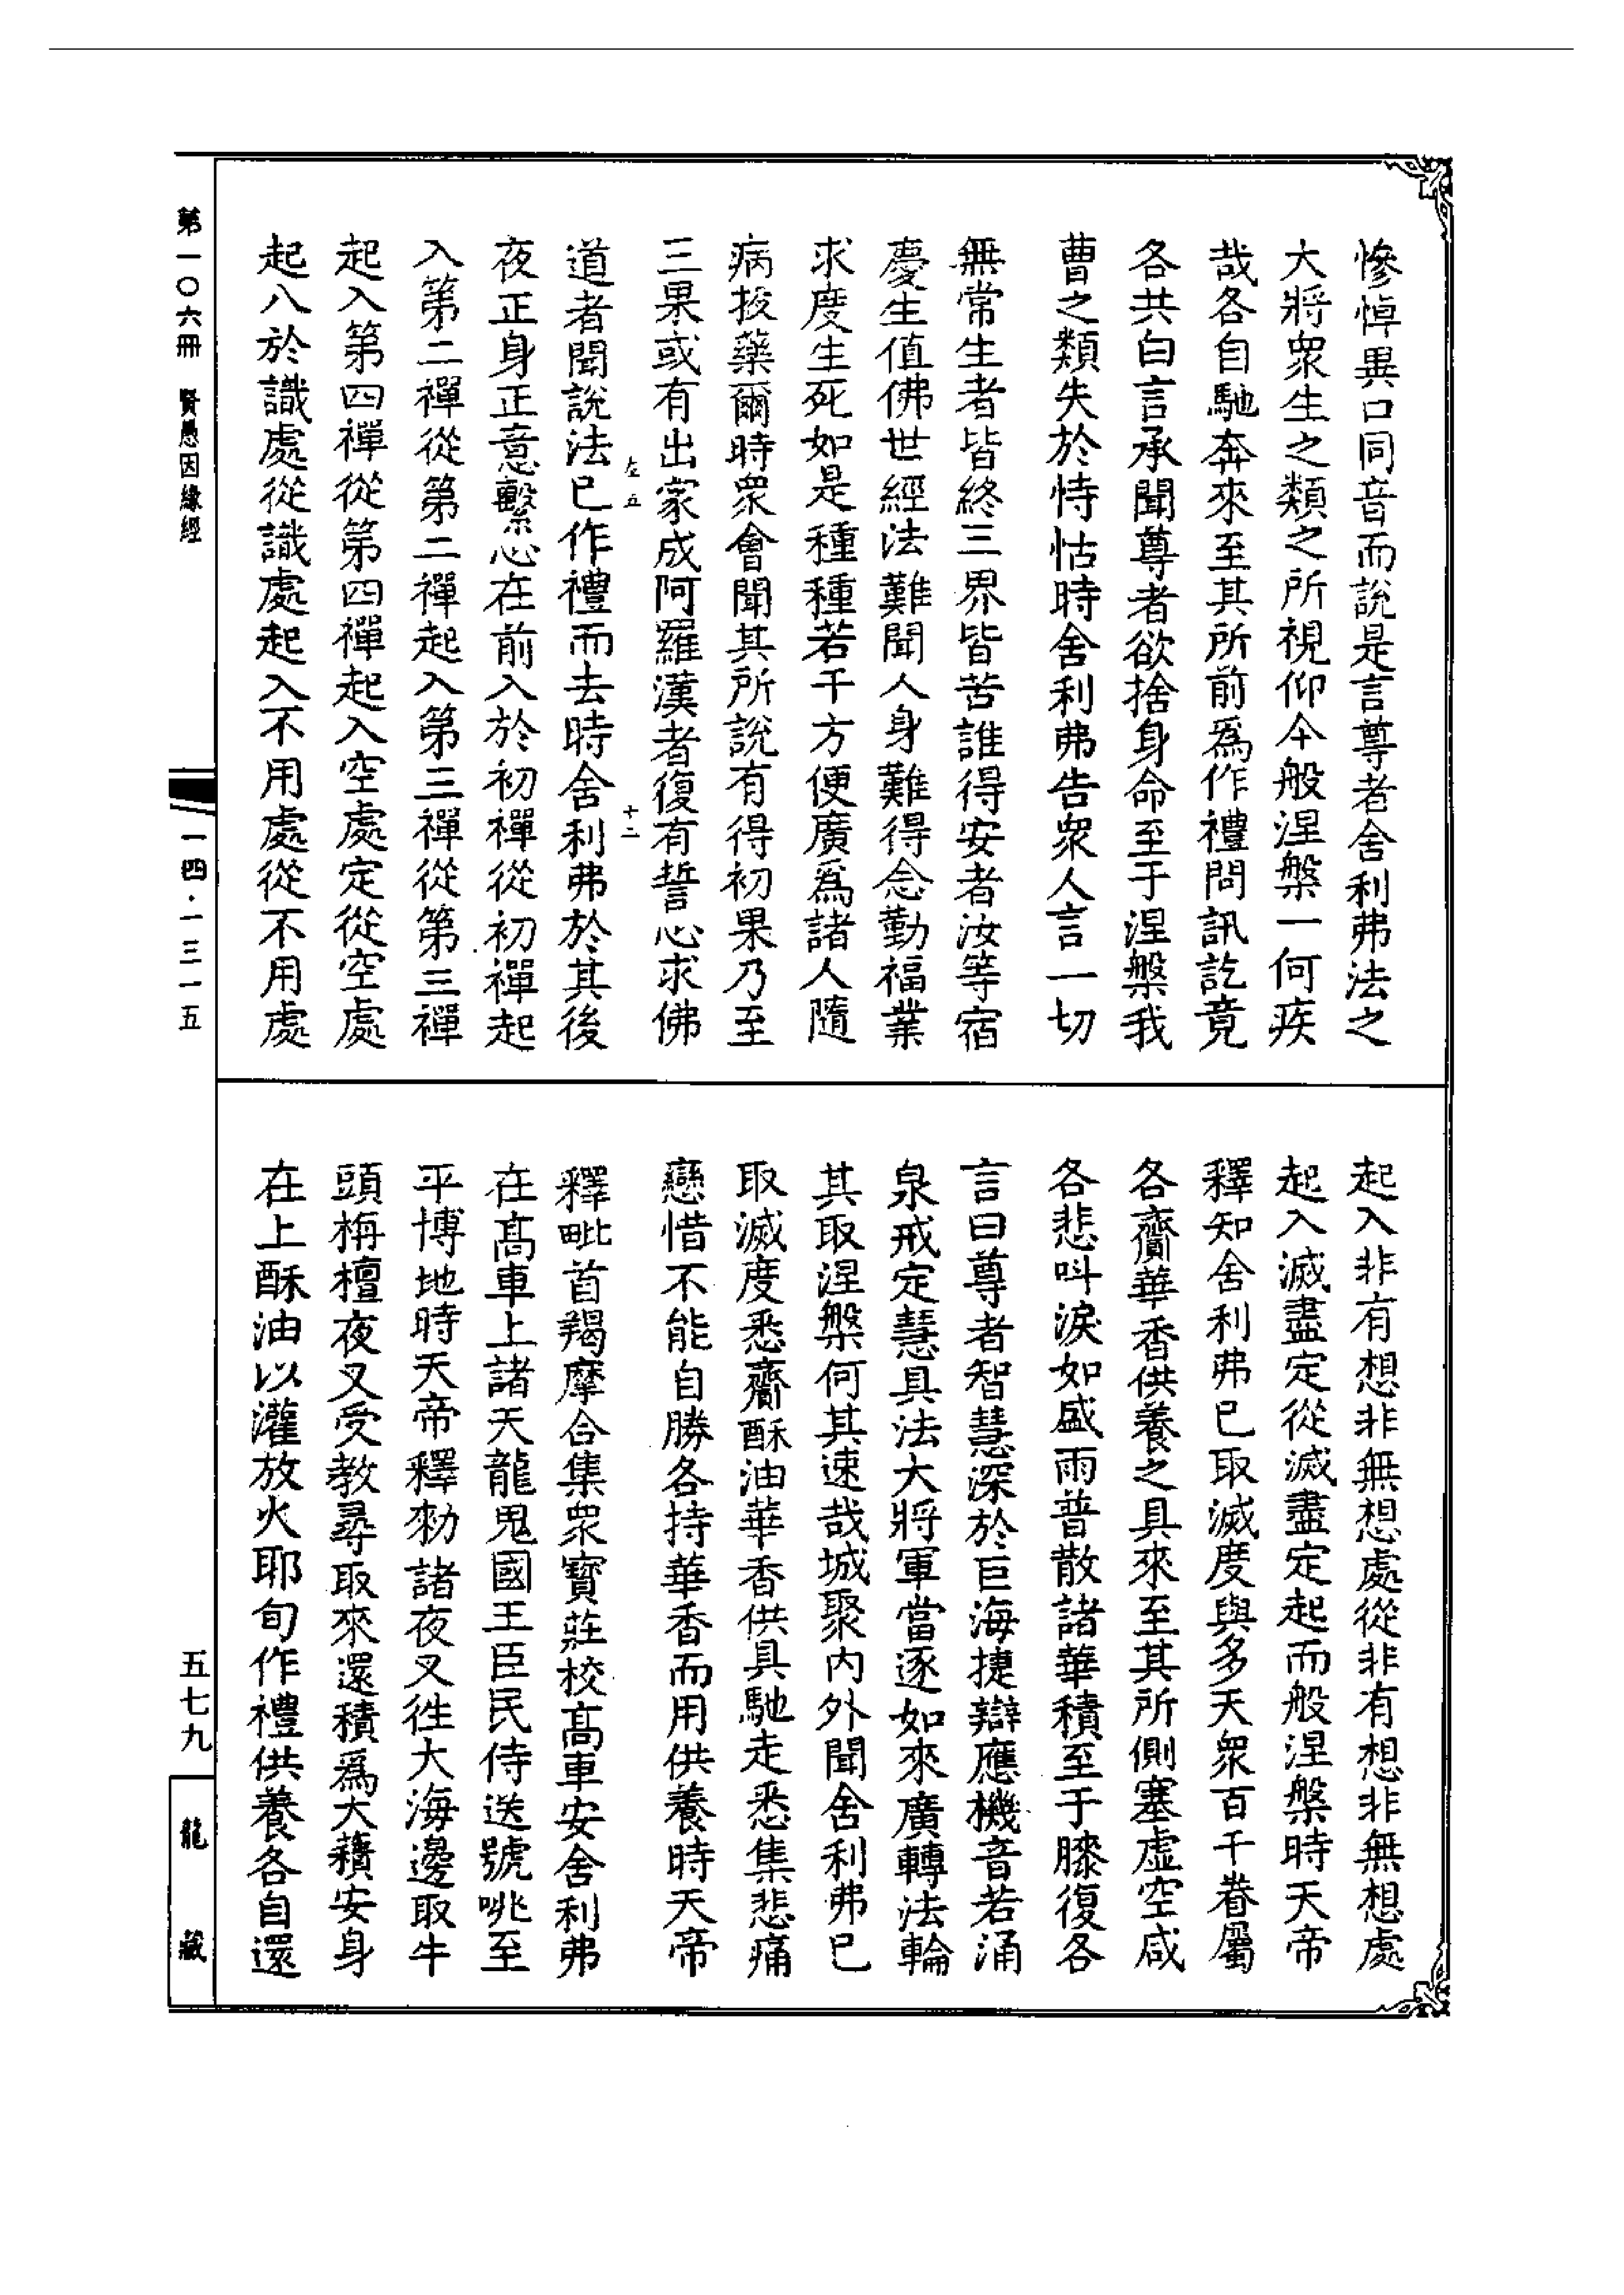 慘悼異口同音而說是言尊者舍利弗法之
大將衆生之類之所視仰今般涅槃一何疾
哉各自馳奔來至其所前爲作禮問訊訖竟
各共白言承聞尊者欲捨身命至于涅槃我
曹之類失於恃怙時舍利弗告衆人言一切
無常生者皆終三界皆苦誰得安者汝等宿
慶生值佛世經法難聞人身難得念勤福業
求度生死如是種種若干方便廣爲諸人隨
病拔藥爾時衆會聞其所說有得初果乃至
三果或有出家成阿羅漢者復有誓心求佛
左五　十二
道者聞說法已作禮而去時舍利弗於其後
夜正身正意繫心在前入於初禪從初禪起
入第二禪從第二禪起入第三禪從第三禪
起入第四禪從第四禪起入空處定從空處
起入於識處從識處起入不用處從不用處
起入非有想非無想處從非有想非無想處
起入滅盡定從滅盡定起而般涅槃時天帝
釋知舍利弗已取滅度與多天衆百千眷屬
各齎華香供養之具來至其所側塞虛空咸
各悲叫淚如盛雨普散諸華積至于膝復各
言曰尊者智慧深於巨海捷辯應機音若涌
泉戒定慧具法大將軍當逐如來廣轉法輪
其取涅槃何其速哉城聚內外聞舍利弗已
取滅度悉齎酥油華香供具馳走悉集悲痛
戀惜不能自勝各持華香而用供養時天帝
釋毗首羯摩合集衆寶莊校高車安舍利弗
在高車上諸天龍鬼國王臣民侍送號咷至
平博地時天帝釋勑諸夜叉徃大海邊取牛
頭栴檀夜叉受教尋取來還積爲大𧂐安身
在上酥油以灌放火耶旬作禮供養各自還
第一〇六冊　賢愚因緣經
一四·一三一五
五七九
龍藏